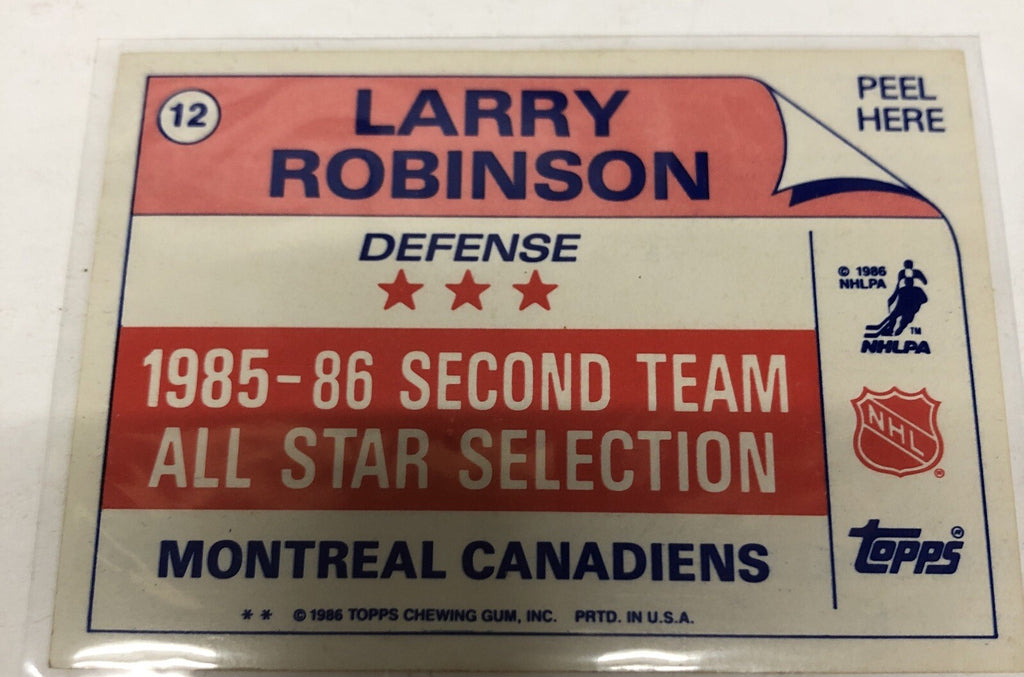 12
LARRY
ROBINSON
PEEL
HERE
DEFENSE
1985-86 SECOND TEAM
ALL STAR SELECTION
MONTREAL CANADIENS
** © 1986 TOPPS CHEWING GUM, INC. PRTD. IN U.S.A.
© 1986
NHLPA
TM
NHLPA
NHL
®
topps®